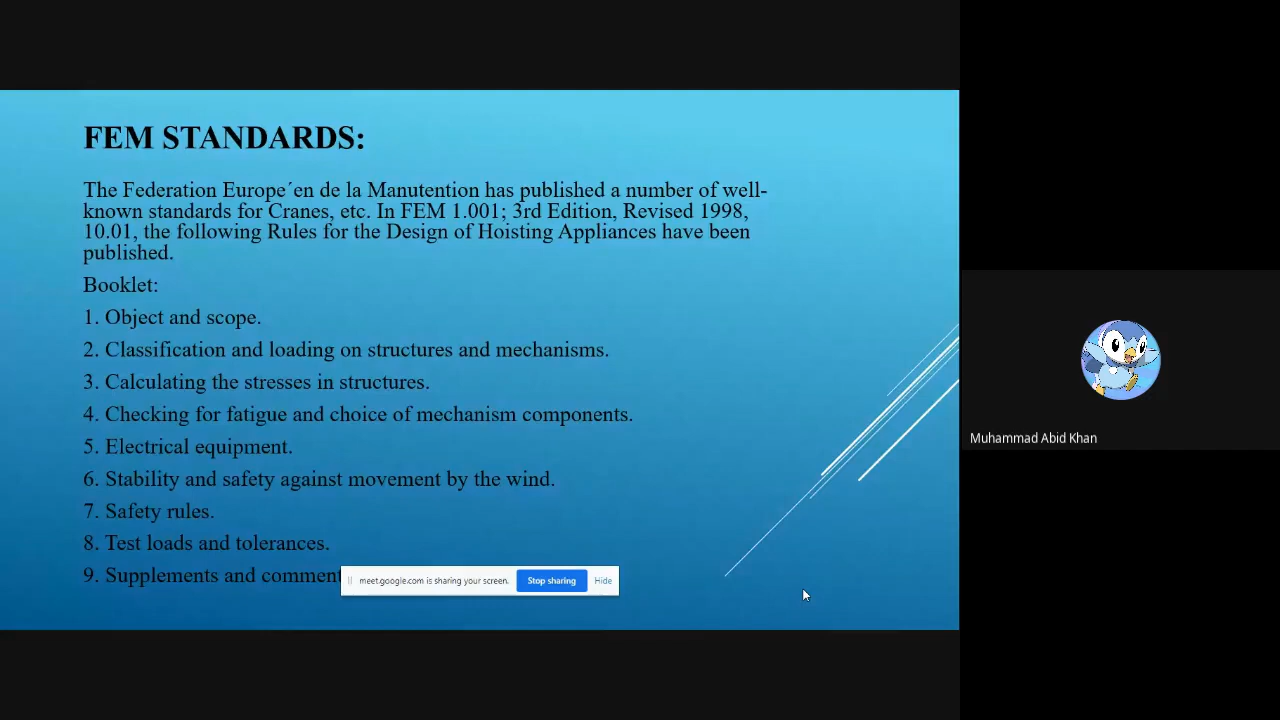 FEM STANDARDS:
The Federation Europe´en de la Manutention has published a number of well-
known standards for Cranes, etc. In FEM 1.001; 3rd Edition, Revised 1998,
10.01, the following Rules for the Design of Hoisting Appliances have been
published.
Booklet:
1. Object and scope.
2. Classification and loading on structures and mechanisms.
3. Calculating the stresses in structures.
4. Checking for fatigue and choice of mechanism components.
5. Electrical equipment.
6. Stability and safety against movement by the wind.
7. Safety rules.
8. Test loads and tolerances.
9. Supplements and comment
meet.google.com is sharing your screen. Stop sharing Hide
Muhammad Abid Khan